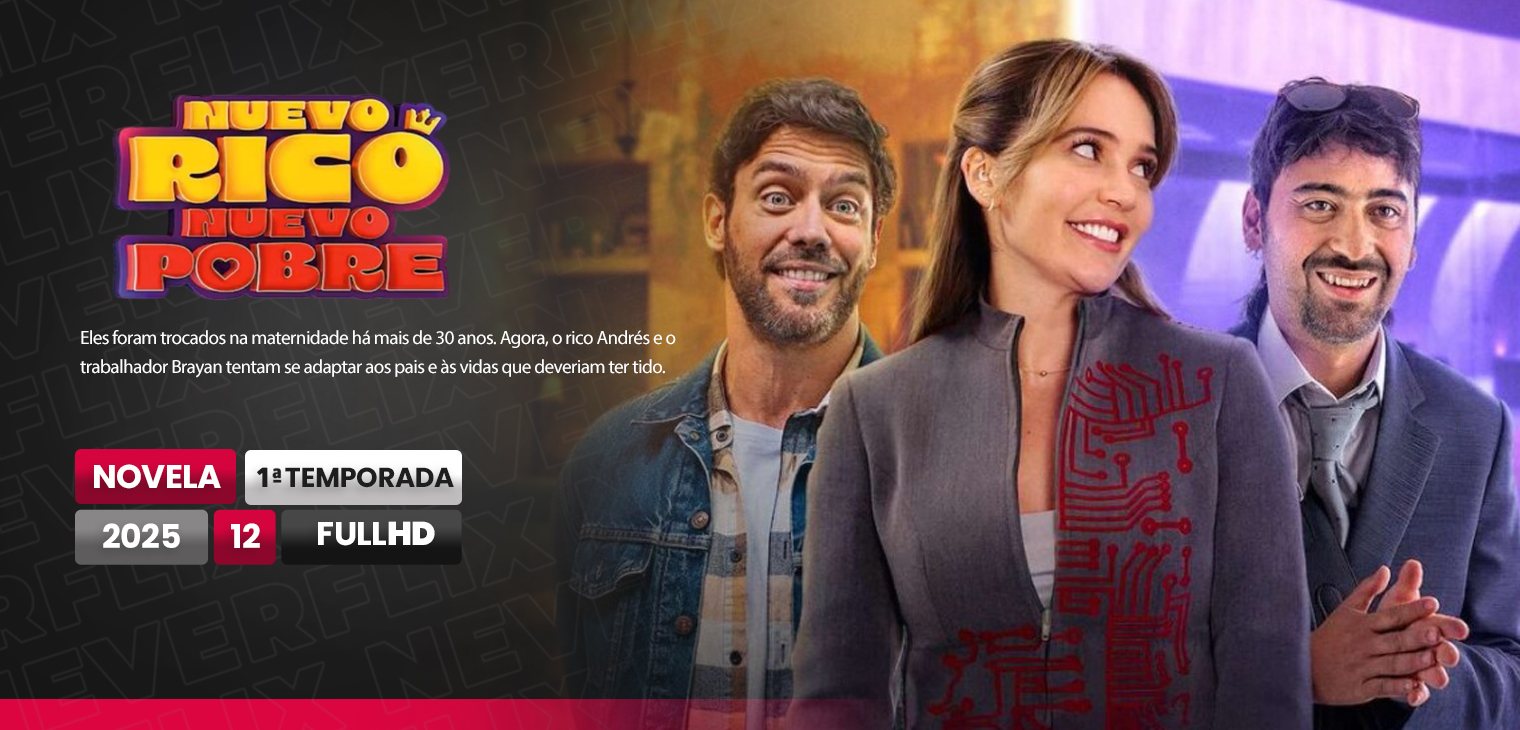 NUEVO
RICO
NUEVO
POBRE
Eles foram trocados na maternidade há mais de 30 anos. Agora, o rico Andrés e o
trabalhador Brayan tentam se adaptar aos pais e às vidas que deveriam ter tido.
NOVELA
1ª TEMPORADA
2025
12
FULLHD
NEVERFLIX